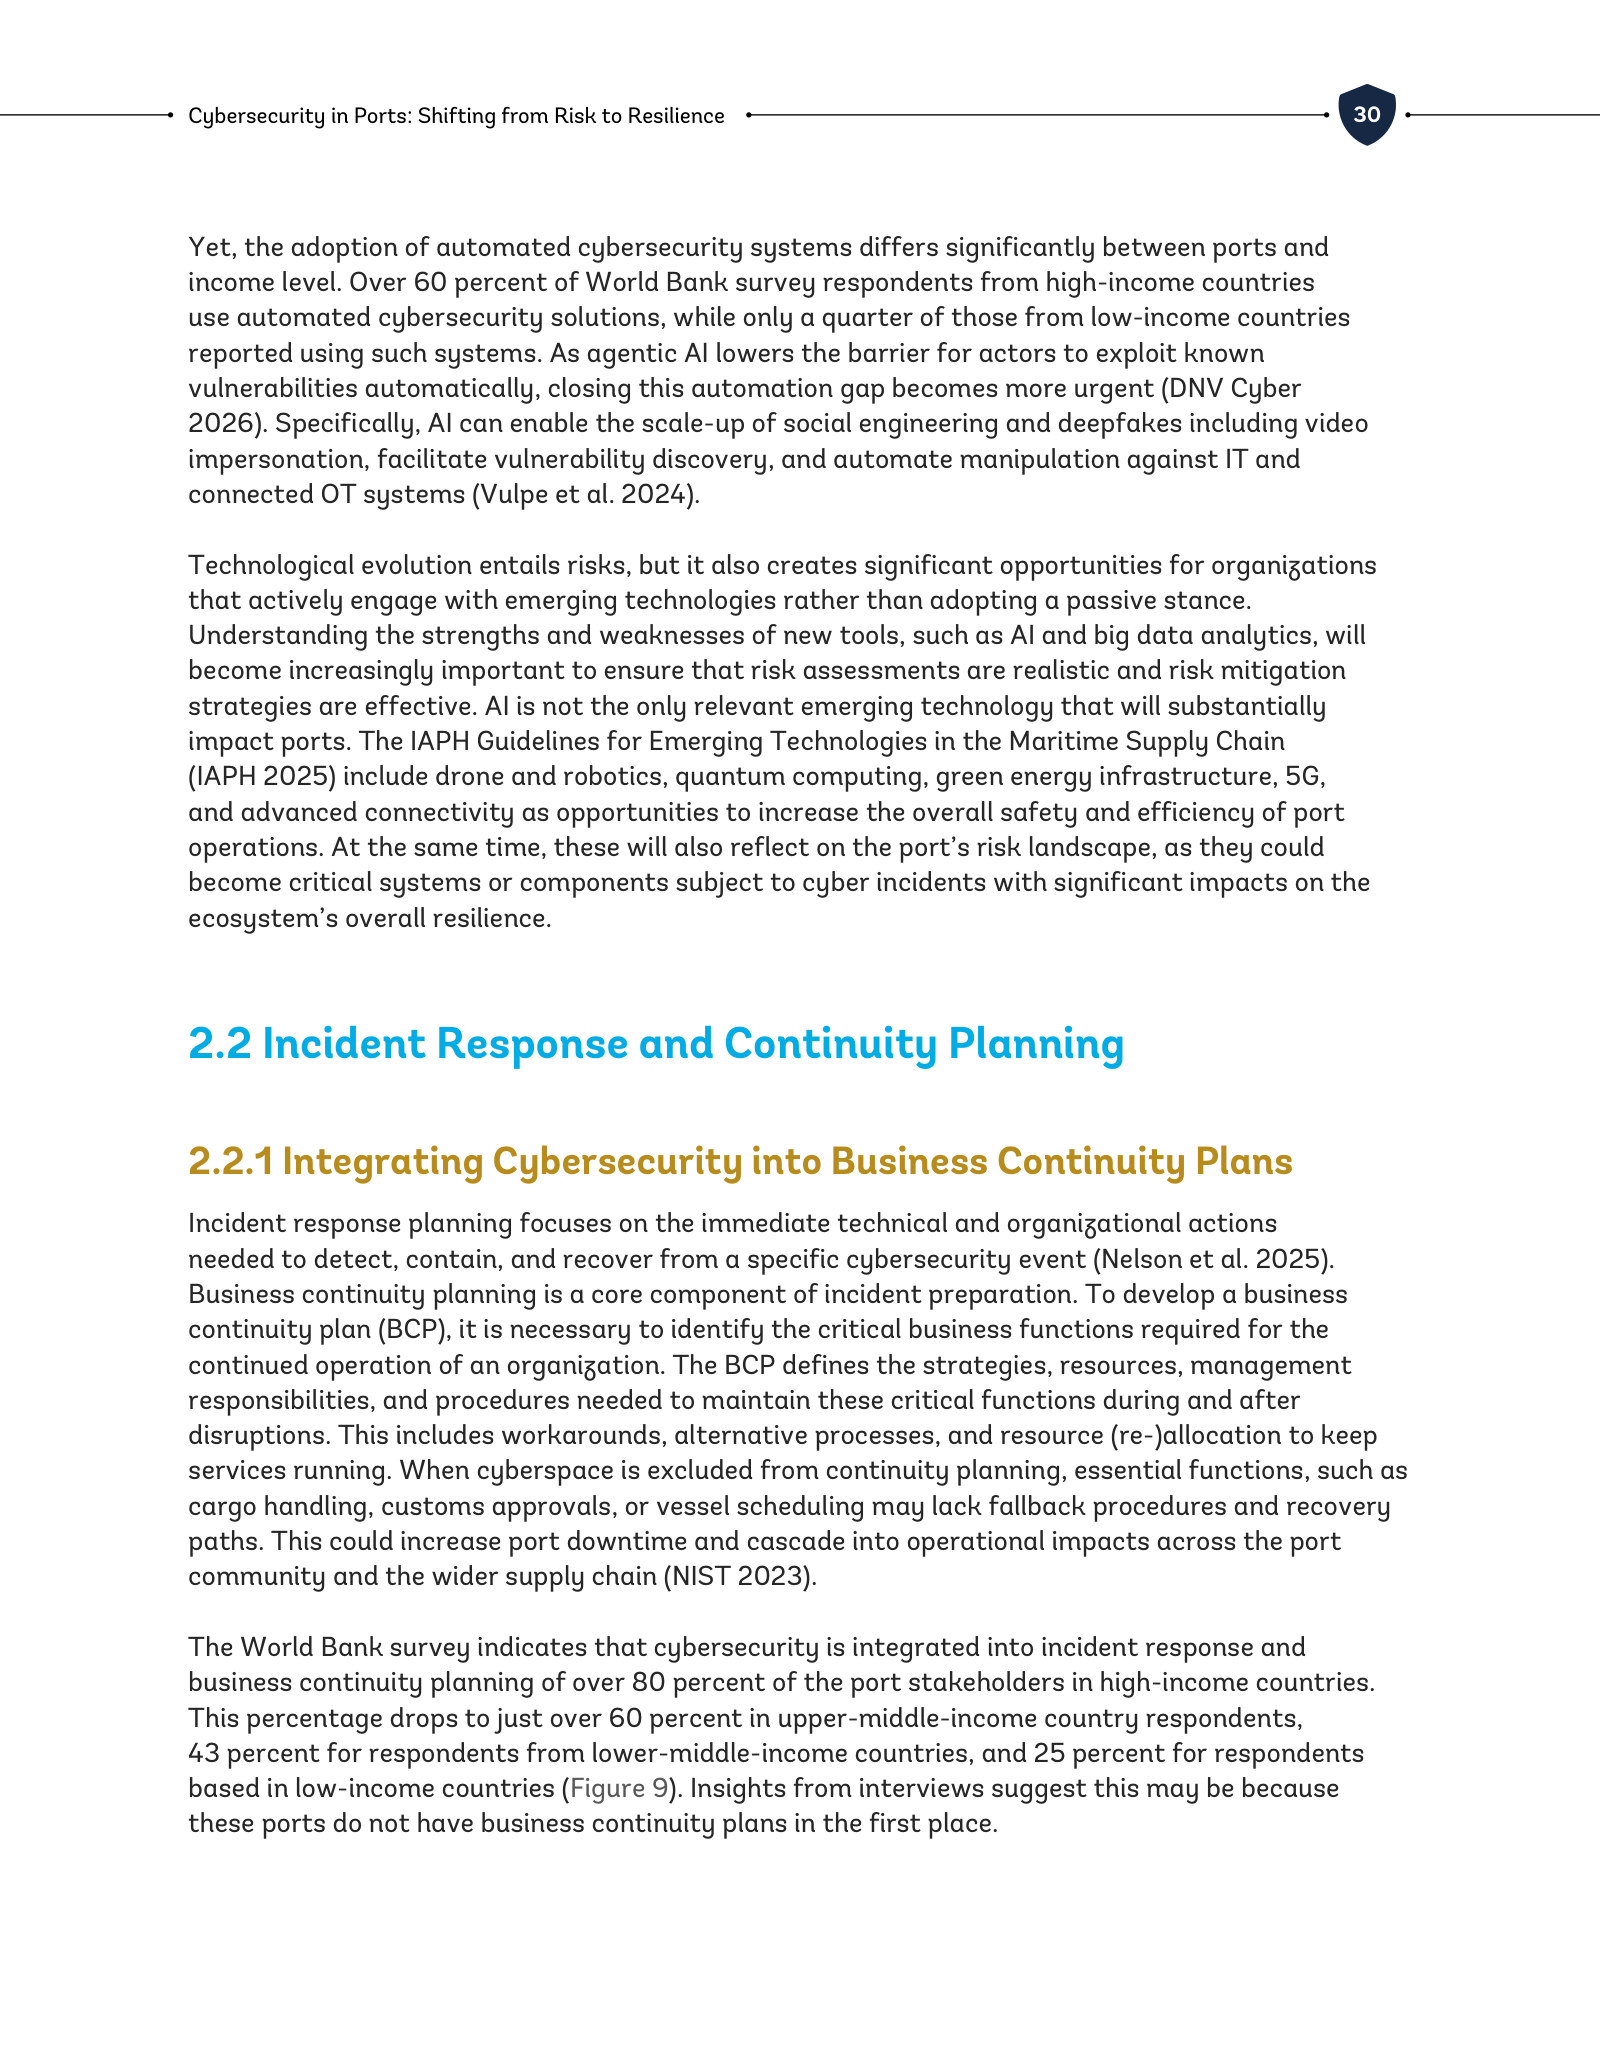 Cybersecurity in Ports: Shifting from Risk to Resilience
30
Yet, the adoption of automated cybersecurity systems differs significantly between ports and
income level. Over 60 percent of World Bank survey respondents from high-income countries
use automated cybersecurity solutions, while only a quarter of those from low-income countries
reported using such systems. As agentic AI lowers the barrier for actors to exploit known
vulnerabilities automatically, closing this automation gap becomes more urgent (DNV Cyber
2026). Specifically, AI can enable the scale-up of social engineering and deepfakes including video
impersonation, facilitate vulnerability discovery, and automate manipulation against IT and
connected OT systems (Vulpe et al. 2024).
Technological evolution entails risks, but it also creates significant opportunities for organizations
that actively engage with emerging technologies rather than adopting a passive stance.
Understanding the strengths and weaknesses of new tools, such as AI and big data analytics, will
become increasingly important to ensure that risk assessments are realistic and risk mitigation
strategies are effective. AI is not the only relevant emerging technology that will substantially
impact ports. The IAPH Guidelines for Emerging Technologies in the Maritime Supply Chain
(IAPH 2025) include drone and robotics, quantum computing, green energy infrastructure, 5G,
and advanced connectivity as opportunities to increase the overall safety and efficiency of port
operations. At the same time, these will also reflect on the port’s risk landscape, as they could
become critical systems or components subject to cyber incidents with significant impacts on the
ecosystem’s overall resilience.
2.2 Incident Response and Continuity Planning
2.2.1 Integrating Cybersecurity into Business Continuity Plans
Incident response planning focuses on the immediate technical and organizational actions
needed to detect, contain, and recover from a specific cybersecurity event (Nelson et al. 2025).
Business continuity planning is a core component of incident preparation. To develop a business
continuity plan (BCP), it is necessary to identify the critical business functions required for the
continued operation of an organization. The BCP defines the strategies, resources, management
responsibilities, and procedures needed to maintain these critical functions during and after
disruptions. This includes workarounds, alternative processes, and resource (re-)allocation to keep
services running. When cyberspace is excluded from continuity planning, essential functions, such as
cargo handling, customs approvals, or vessel scheduling may lack fallback procedures and recovery
paths. This could increase port downtime and cascade into operational impacts across the port
community and the wider supply chain (NIST 2023).
The World Bank survey indicates that cybersecurity is integrated into incident response and
business continuity planning of over 80 percent of the port stakeholders in high-income countries.
This percentage drops to just over 60 percent in upper-middle-income country respondents,
43 percent for respondents from lower-middle-income countries, and 25 percent for respondents
based in low-income countries (Figure 9). Insights from interviews suggest this may be because
these ports do not have business continuity plans in the first place.